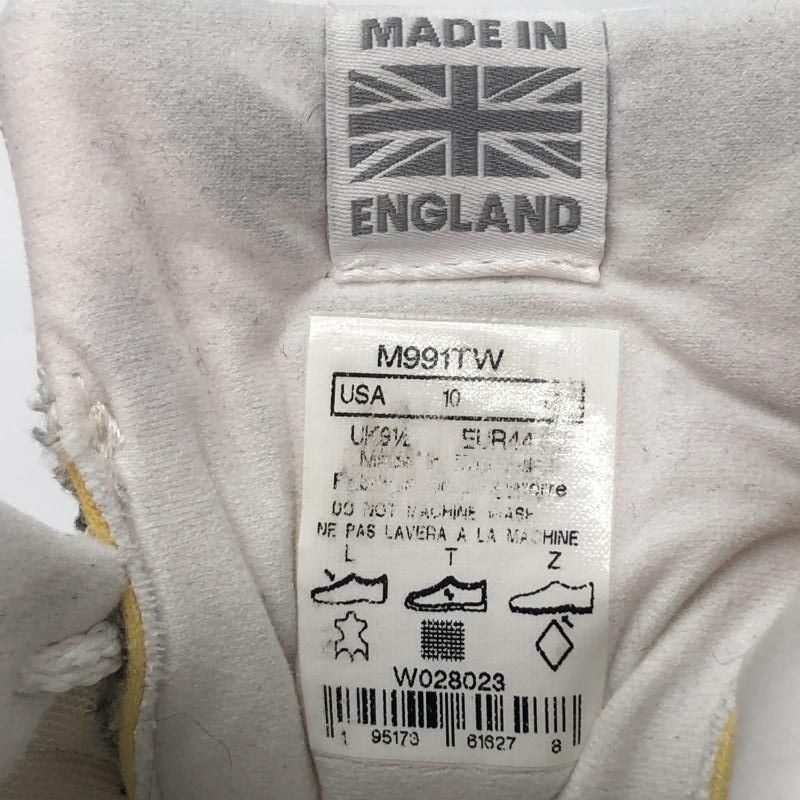 MADE IN
ENGLAND
M991TW
USA 10
UK9½ EUR44
DO NOT MACHINE WASH
NE PAS LAVER A A LA MACHINE
L T Z
W028023
1 95173 61627 8